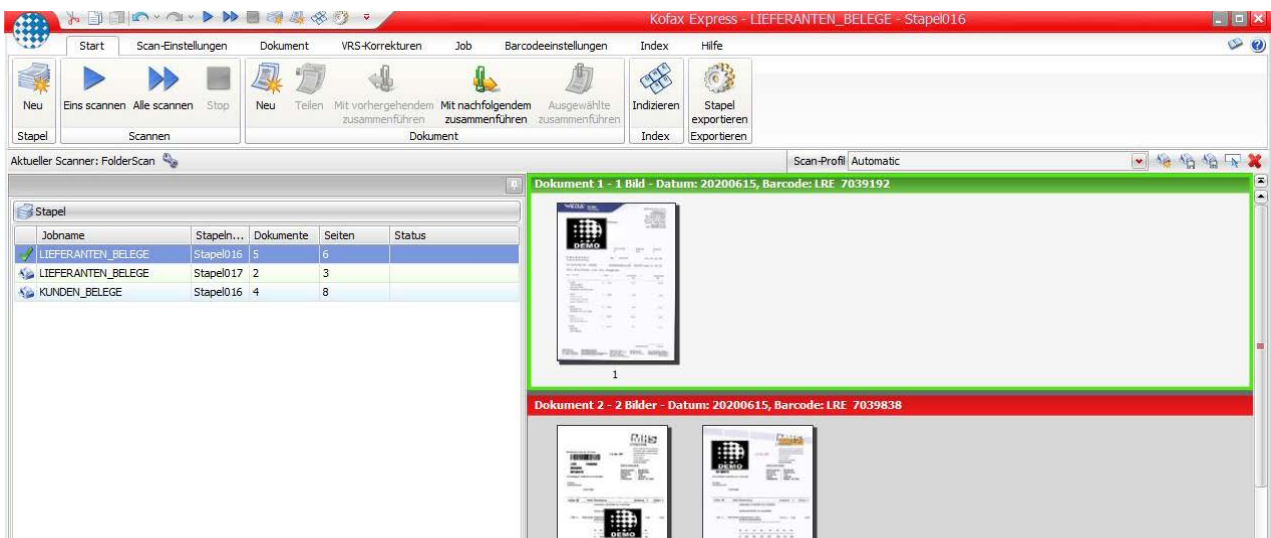 Kofax Express - LIEFERANTEN_BELEGE - Stapel016
Start Scan-Einstellungen Dokument VRS-Korrekturen Job Barcodeeinstellungen Index Hilfe
Neu Eins scannen Alle scannen Stop Neu Teilen Mit vorhergehendem Mit nachfolgendem Ausgewählte Indizieren Stapel
zusammenführen zusammenführen zusammenführen exportieren
Stapel Scannen Dokument Index Exportieren
Aktueller Scanner: FolderScan Scan-Profil Automatic
Dokument 1 - 1 Bild - Datum: 20200615, Barcode: LRE 7039192
Stapel
Jobname Stapeln... Dokumente Seiten Status
LIEFERANTEN_BELEGE Stapel016 5 6
LIEFERANTEN_BELEGE Stapel017 2 3
KUNDEN_BELEGE Stapel016 4 8
DEMO
1
Dokument 2 - 2 Bilder - Datum: 20200615, Barcode: LRE 7039838
DEMO
DEMO